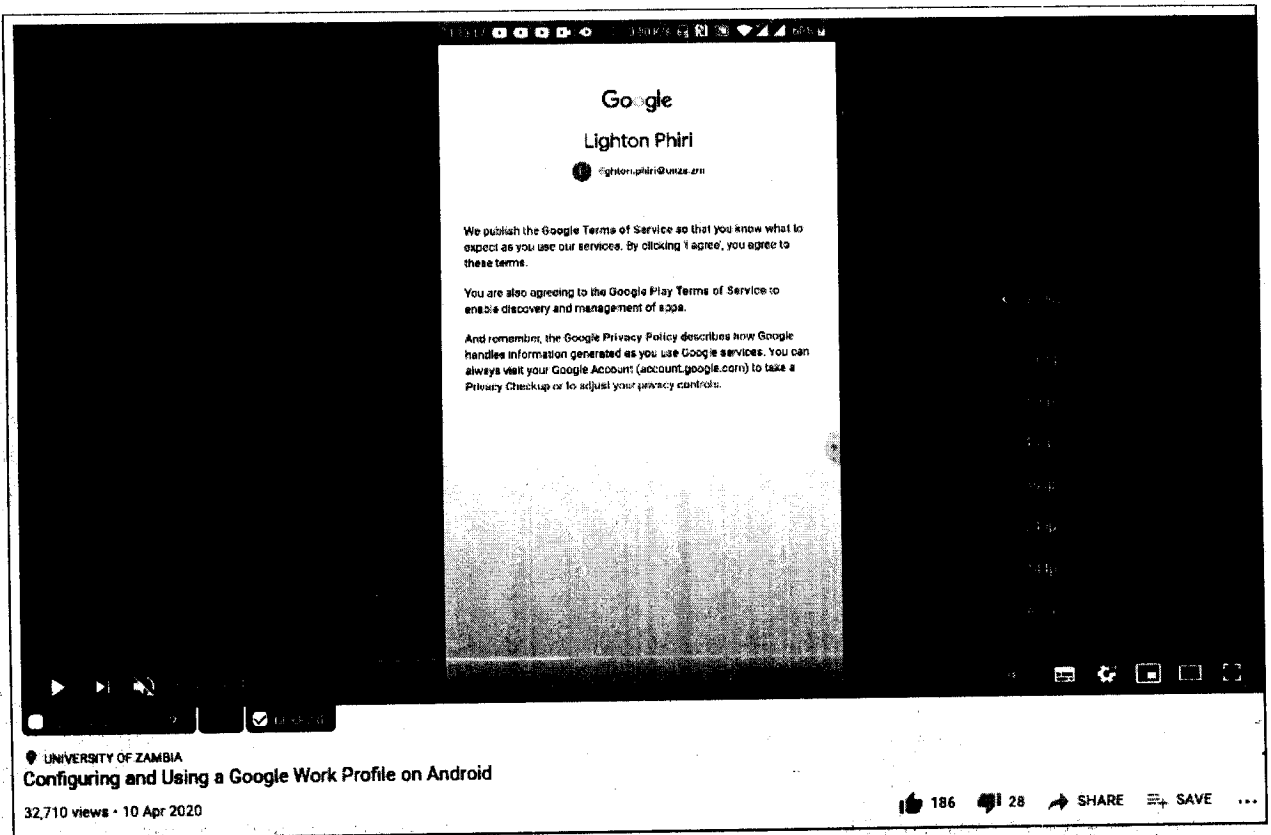 Google
Lighton Phiri
We publish the Google Terms of Service so that you know what to
expect as you use our services. By clicking 'I agree', you agree to
these terms.
You are also agreeing to the Google Play Terms of Service to
enable discovery and management of apps.
And remember, the Google Privacy Policy describes how Google
handles information generated as you use Google services. You can
always visit your Google Account (account.google.com) to take a
Privacy Checkup or to adjust your privacy controls.
UNIVERSITY OF ZAMBIA
Configuring and Using a Google Work Profile on Android
32,710 views • 10 Apr 2020
186 28 SHARE SAVE